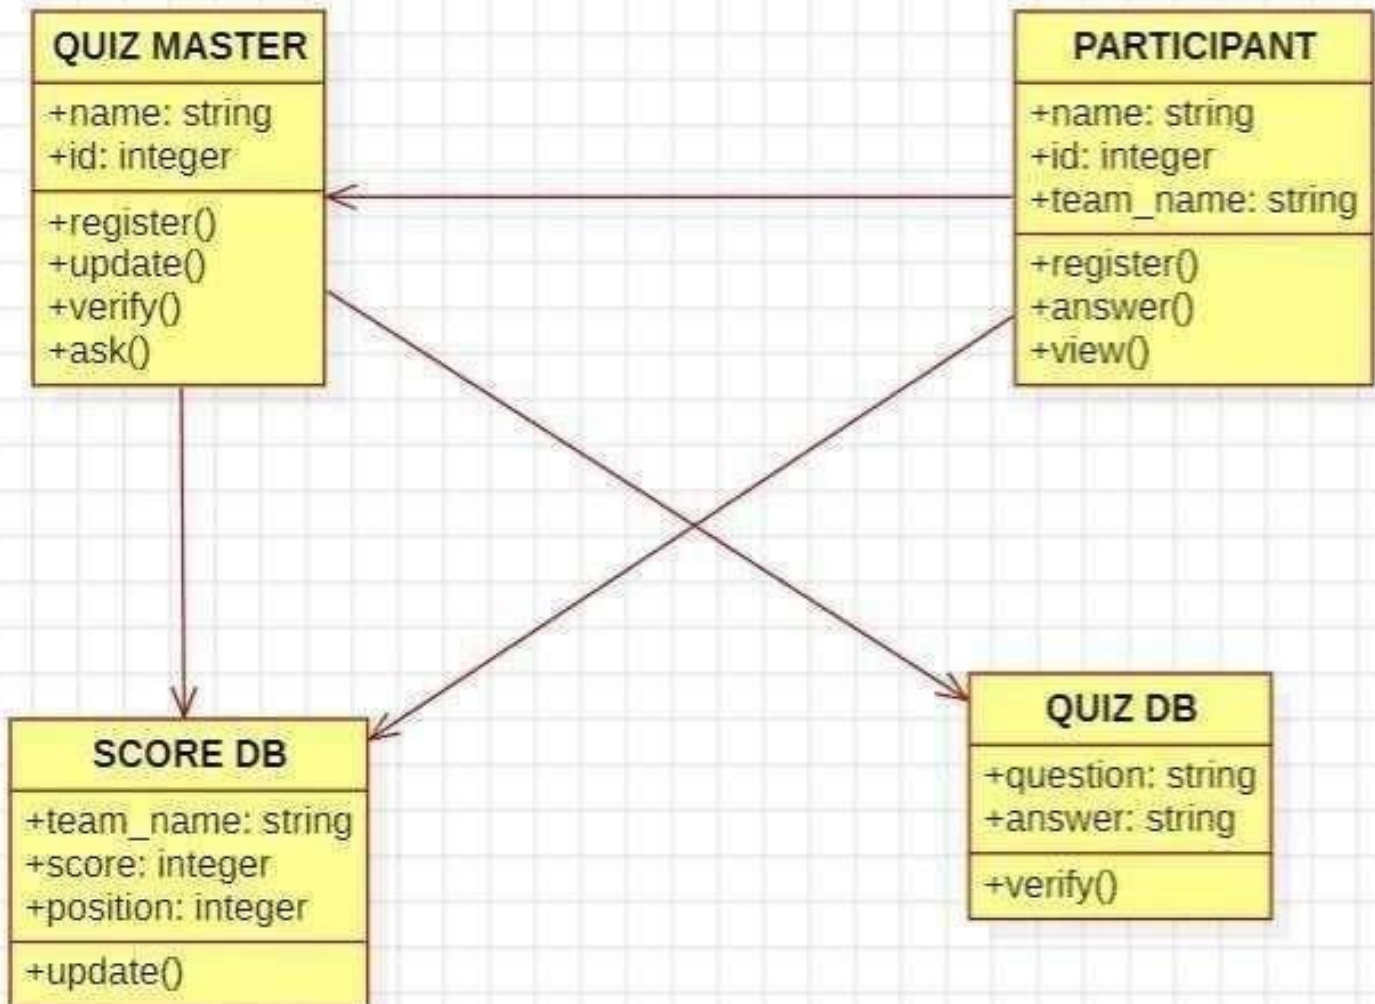 QUIZ MASTER
+name: string
+id: integer
+register()
+update()
+verify()
+ask()
PARTICIPANT
+name: string
+id: integer
+team_name: string
+register()
+answer()
+view()
SCORE DB
+team_name: string
+score: integer
+position: integer
+update()
QUIZ DB
+question: string
+answer: string
+verify()